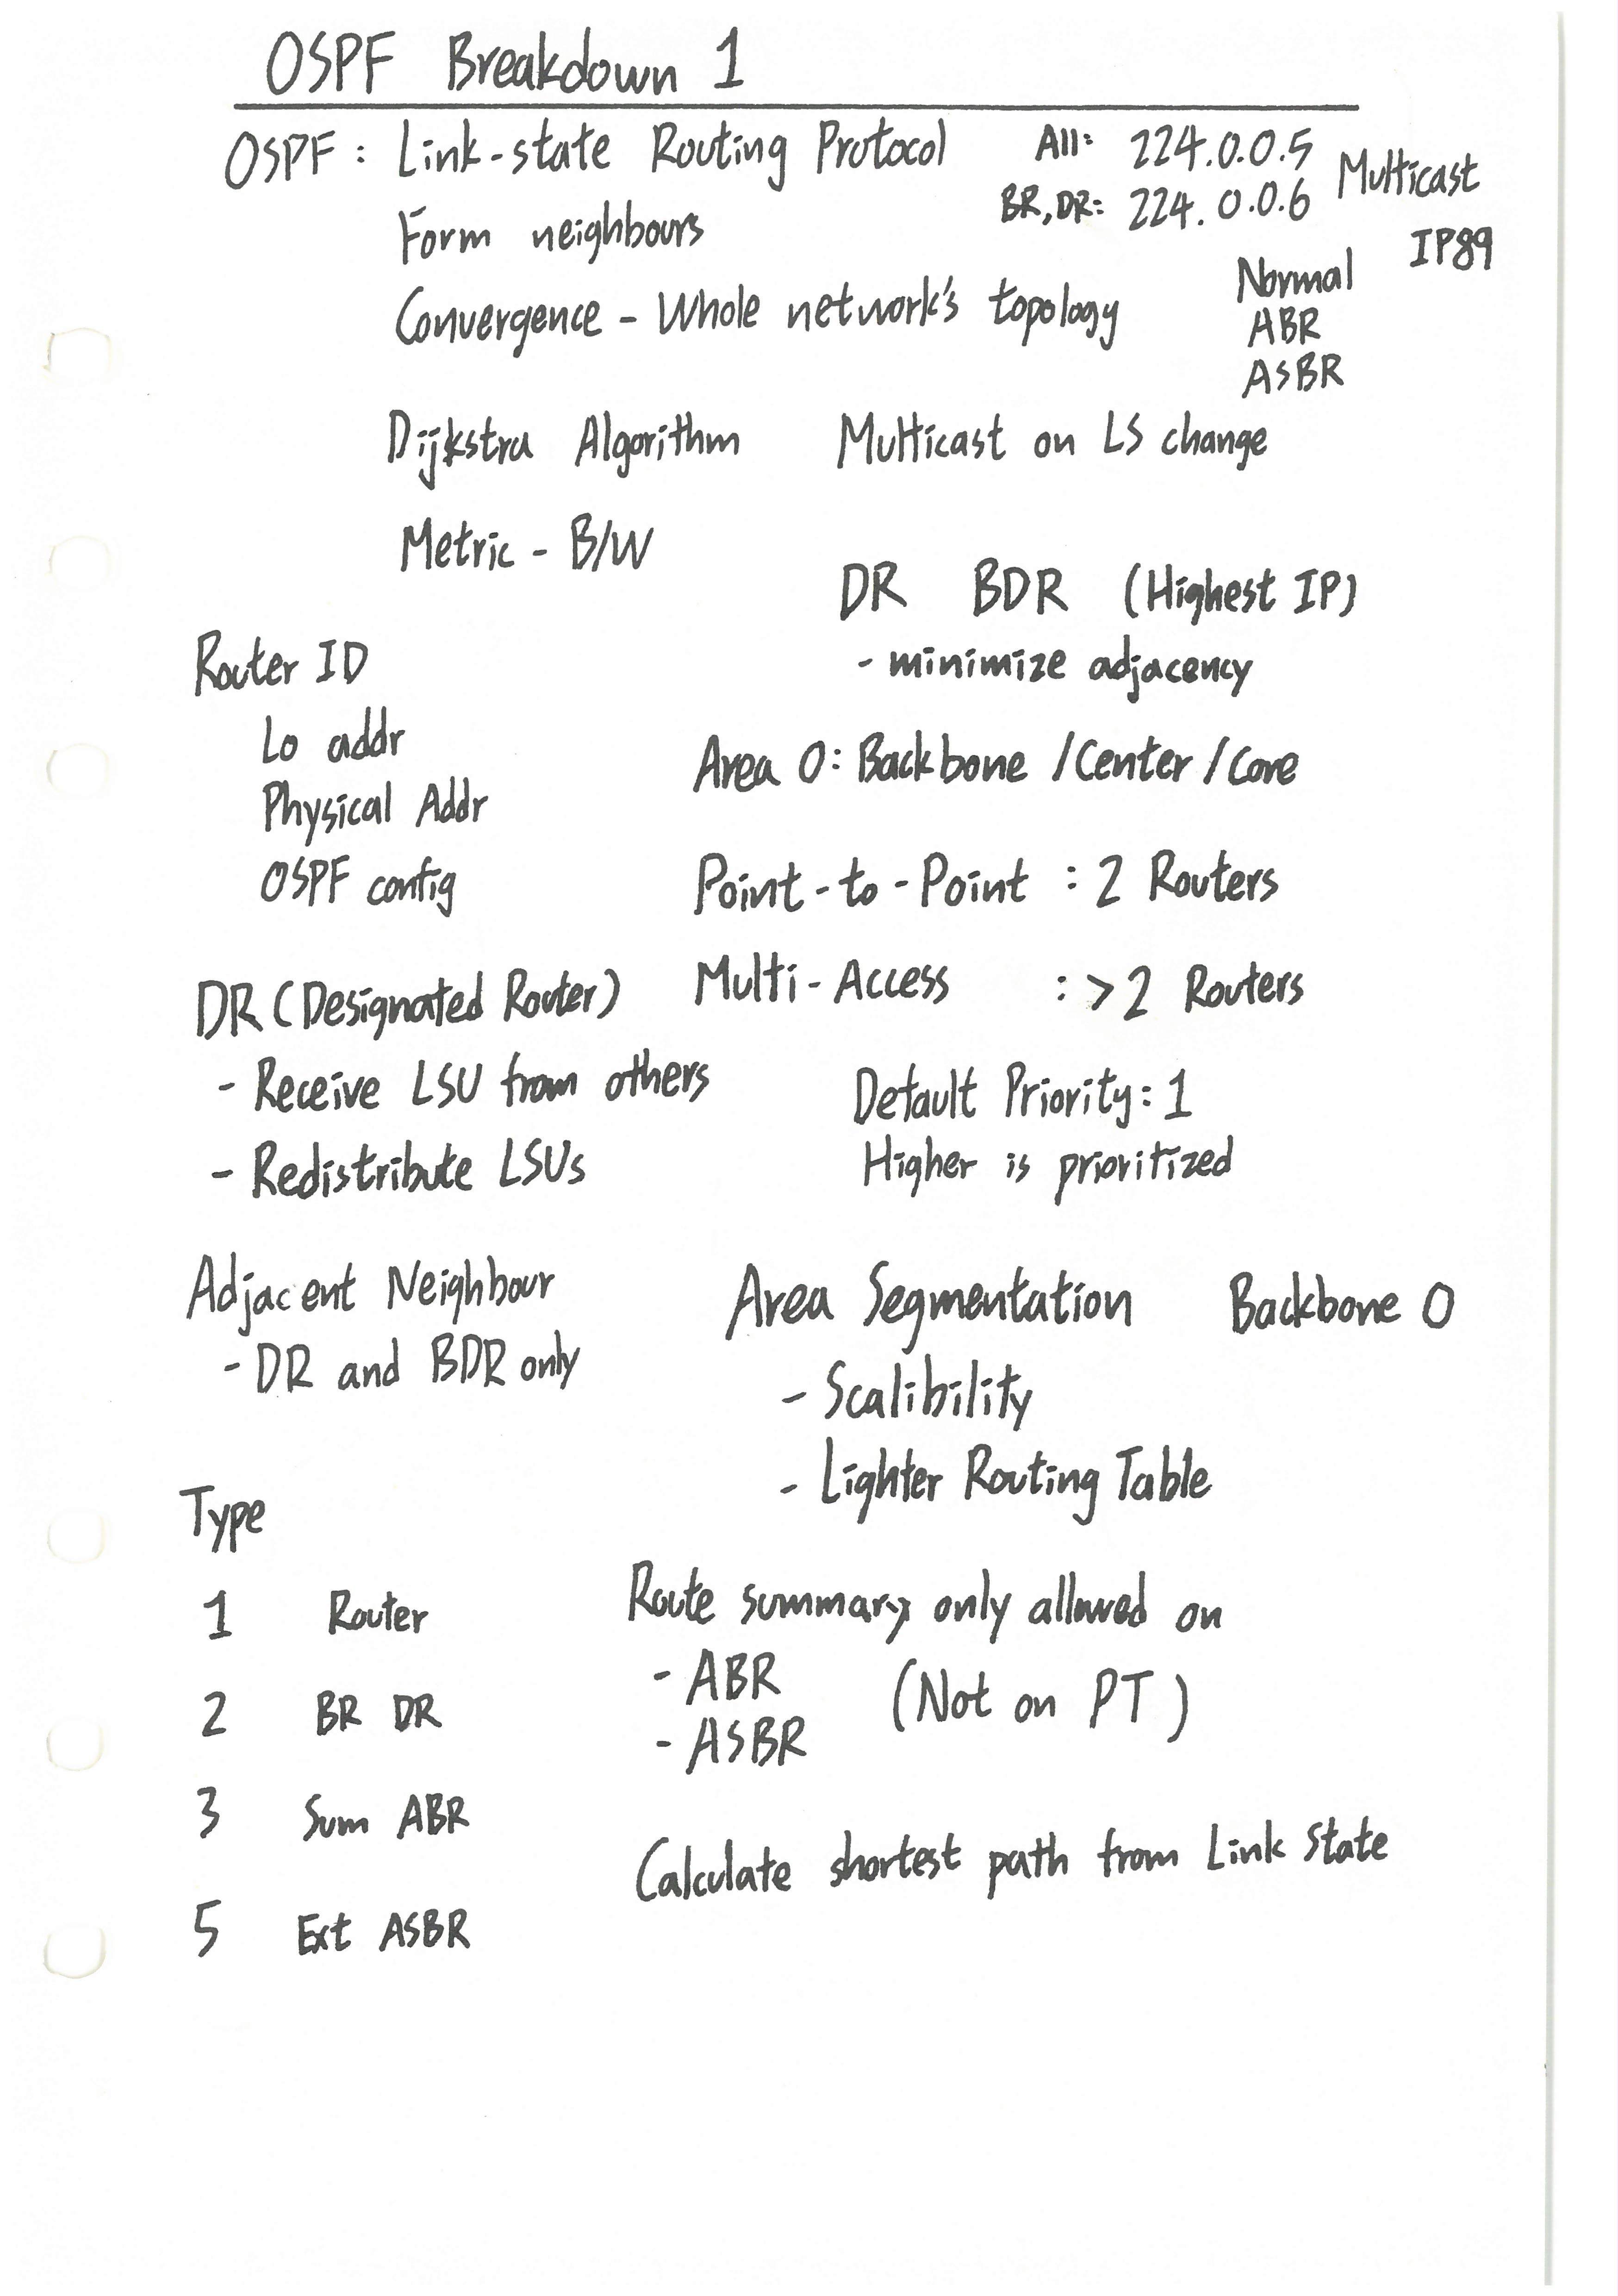 OSPF Breakdown 1
OSPF : Link-state Routing Protocol
All: 224.0.0.5
BR, DR: 224.0.0.6
Multicast
IP89
Form neighbours
Convergence - Whole network's topology
Normal
ABR
ASBR
Dijkstra Algorithm
Multicast on LS change
Metric - B/W
DR BDR (Highest IP)
- minimize adjacency
Router ID
Lo addr
Physical Addr
OSPF config
Area 0: Backbone /Center /Core
Point-to-Point : 2 Routers
Multi-Access : >2 Routers
DR (Designated Router)
- Receive LSU from others
- Redistribute LSUs
Default Priority: 1
Higher is prioritized
Adjacent Neighbour
- DR and BDR only
Area Segmentation Backbone 0
- Scalibility
- Lighter Routing Table
Type
1 Router
2 BR DR
3 Sum ABR
5 Ext ASBR
Route summary only allowed on
- ABR
- ASBR
(Not on PT)
Calculate shortest path from Link State